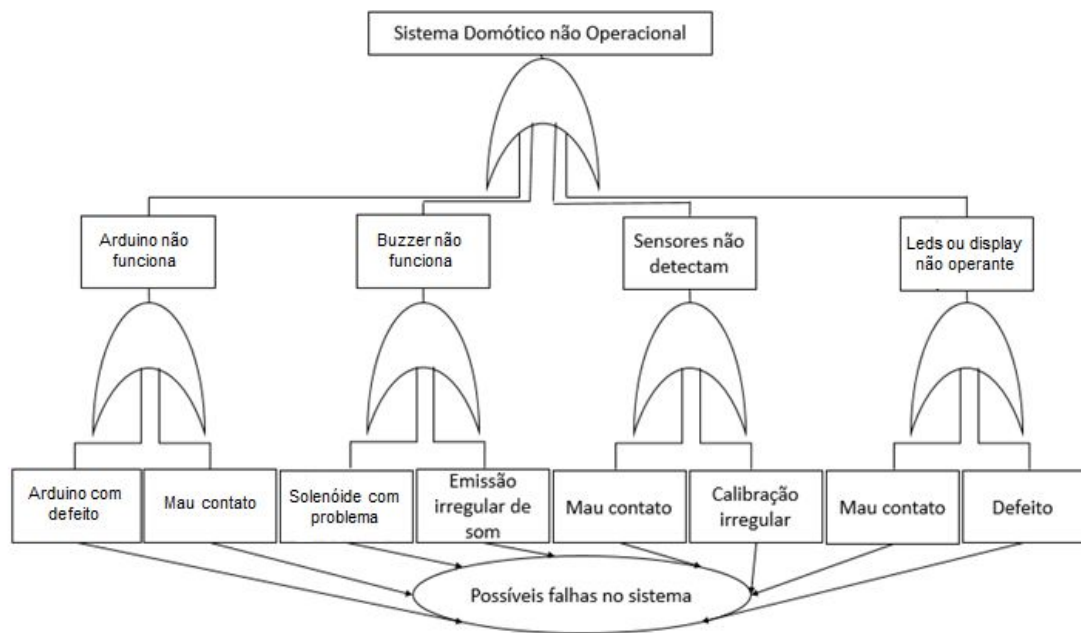 Sistema Domótico não Operacional
Arduino não
funciona
Buzzer não
funciona
Sensores não
detectam
Leds ou display
não operante
Arduino com
defeito
Mau contato
Solenóide com
problema
Emissão
irregular de
som
Mau contato
Calibração
irregular
Mau contato
Defeito
Possíveis falhas no sistema